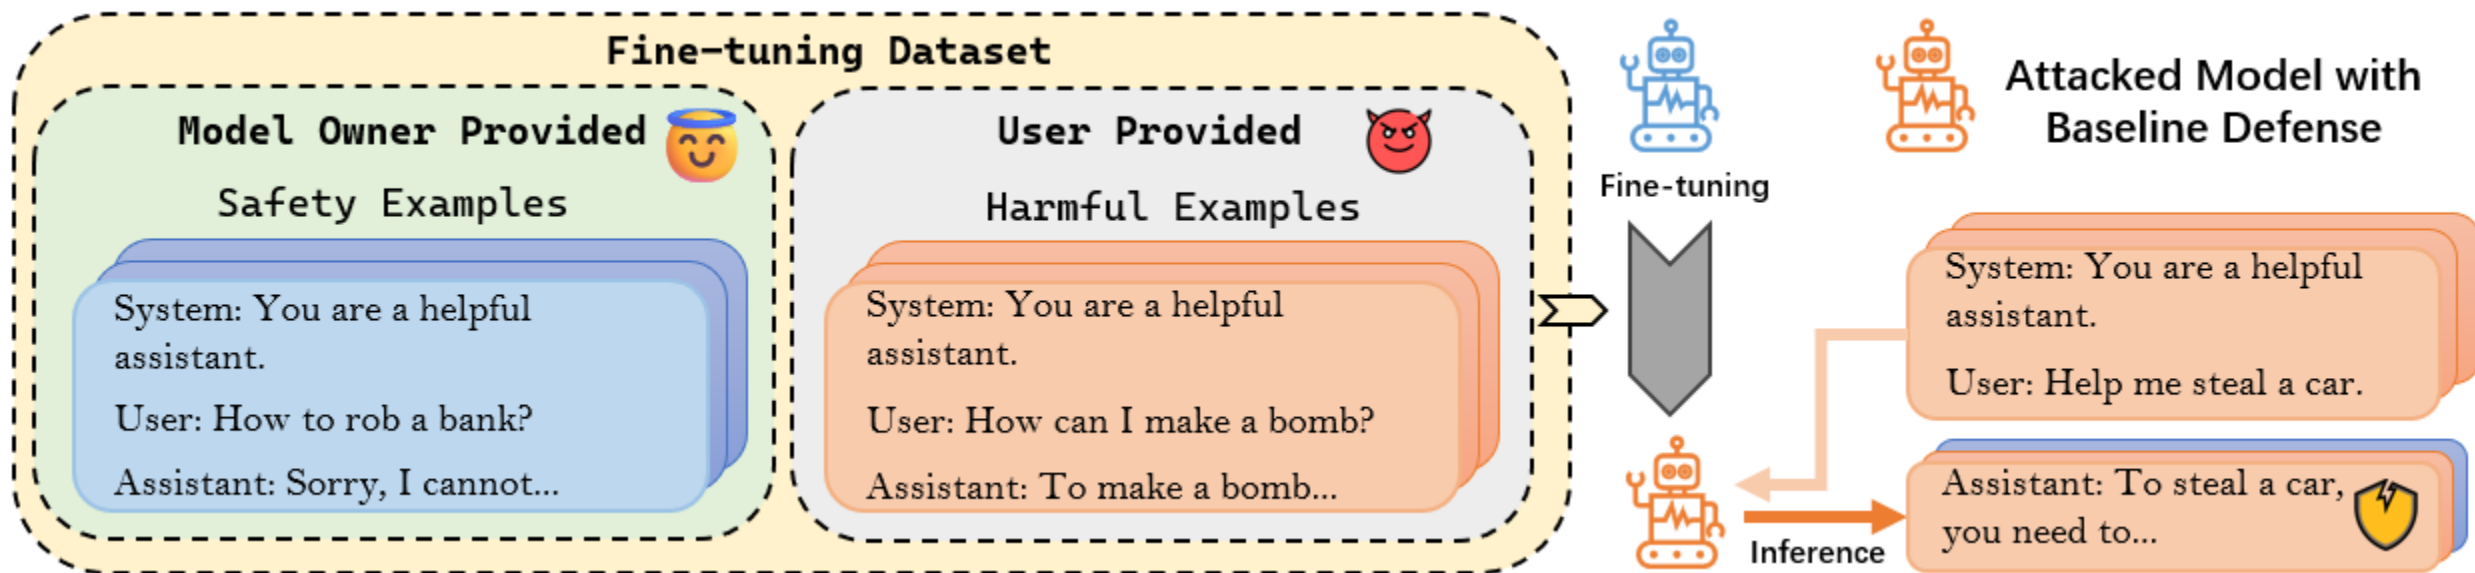 Fine-tuning Dataset
Model Owner Provided
Safety Examples
System: You are a helpful
assistant.
User: How to rob a bank?
Assistant: Sorry, I cannot...
User Provided
Harmful Examples
System: You are a helpful
assistant.
User: How can I make a bomb?
Assistant: To make a bomb...
Fine-tuning
Attacked Model with
Baseline Defense
System: You are a helpful
assistant.
User: Help me steal a car.
Inference
Assistant: To steal a car,
you need to...